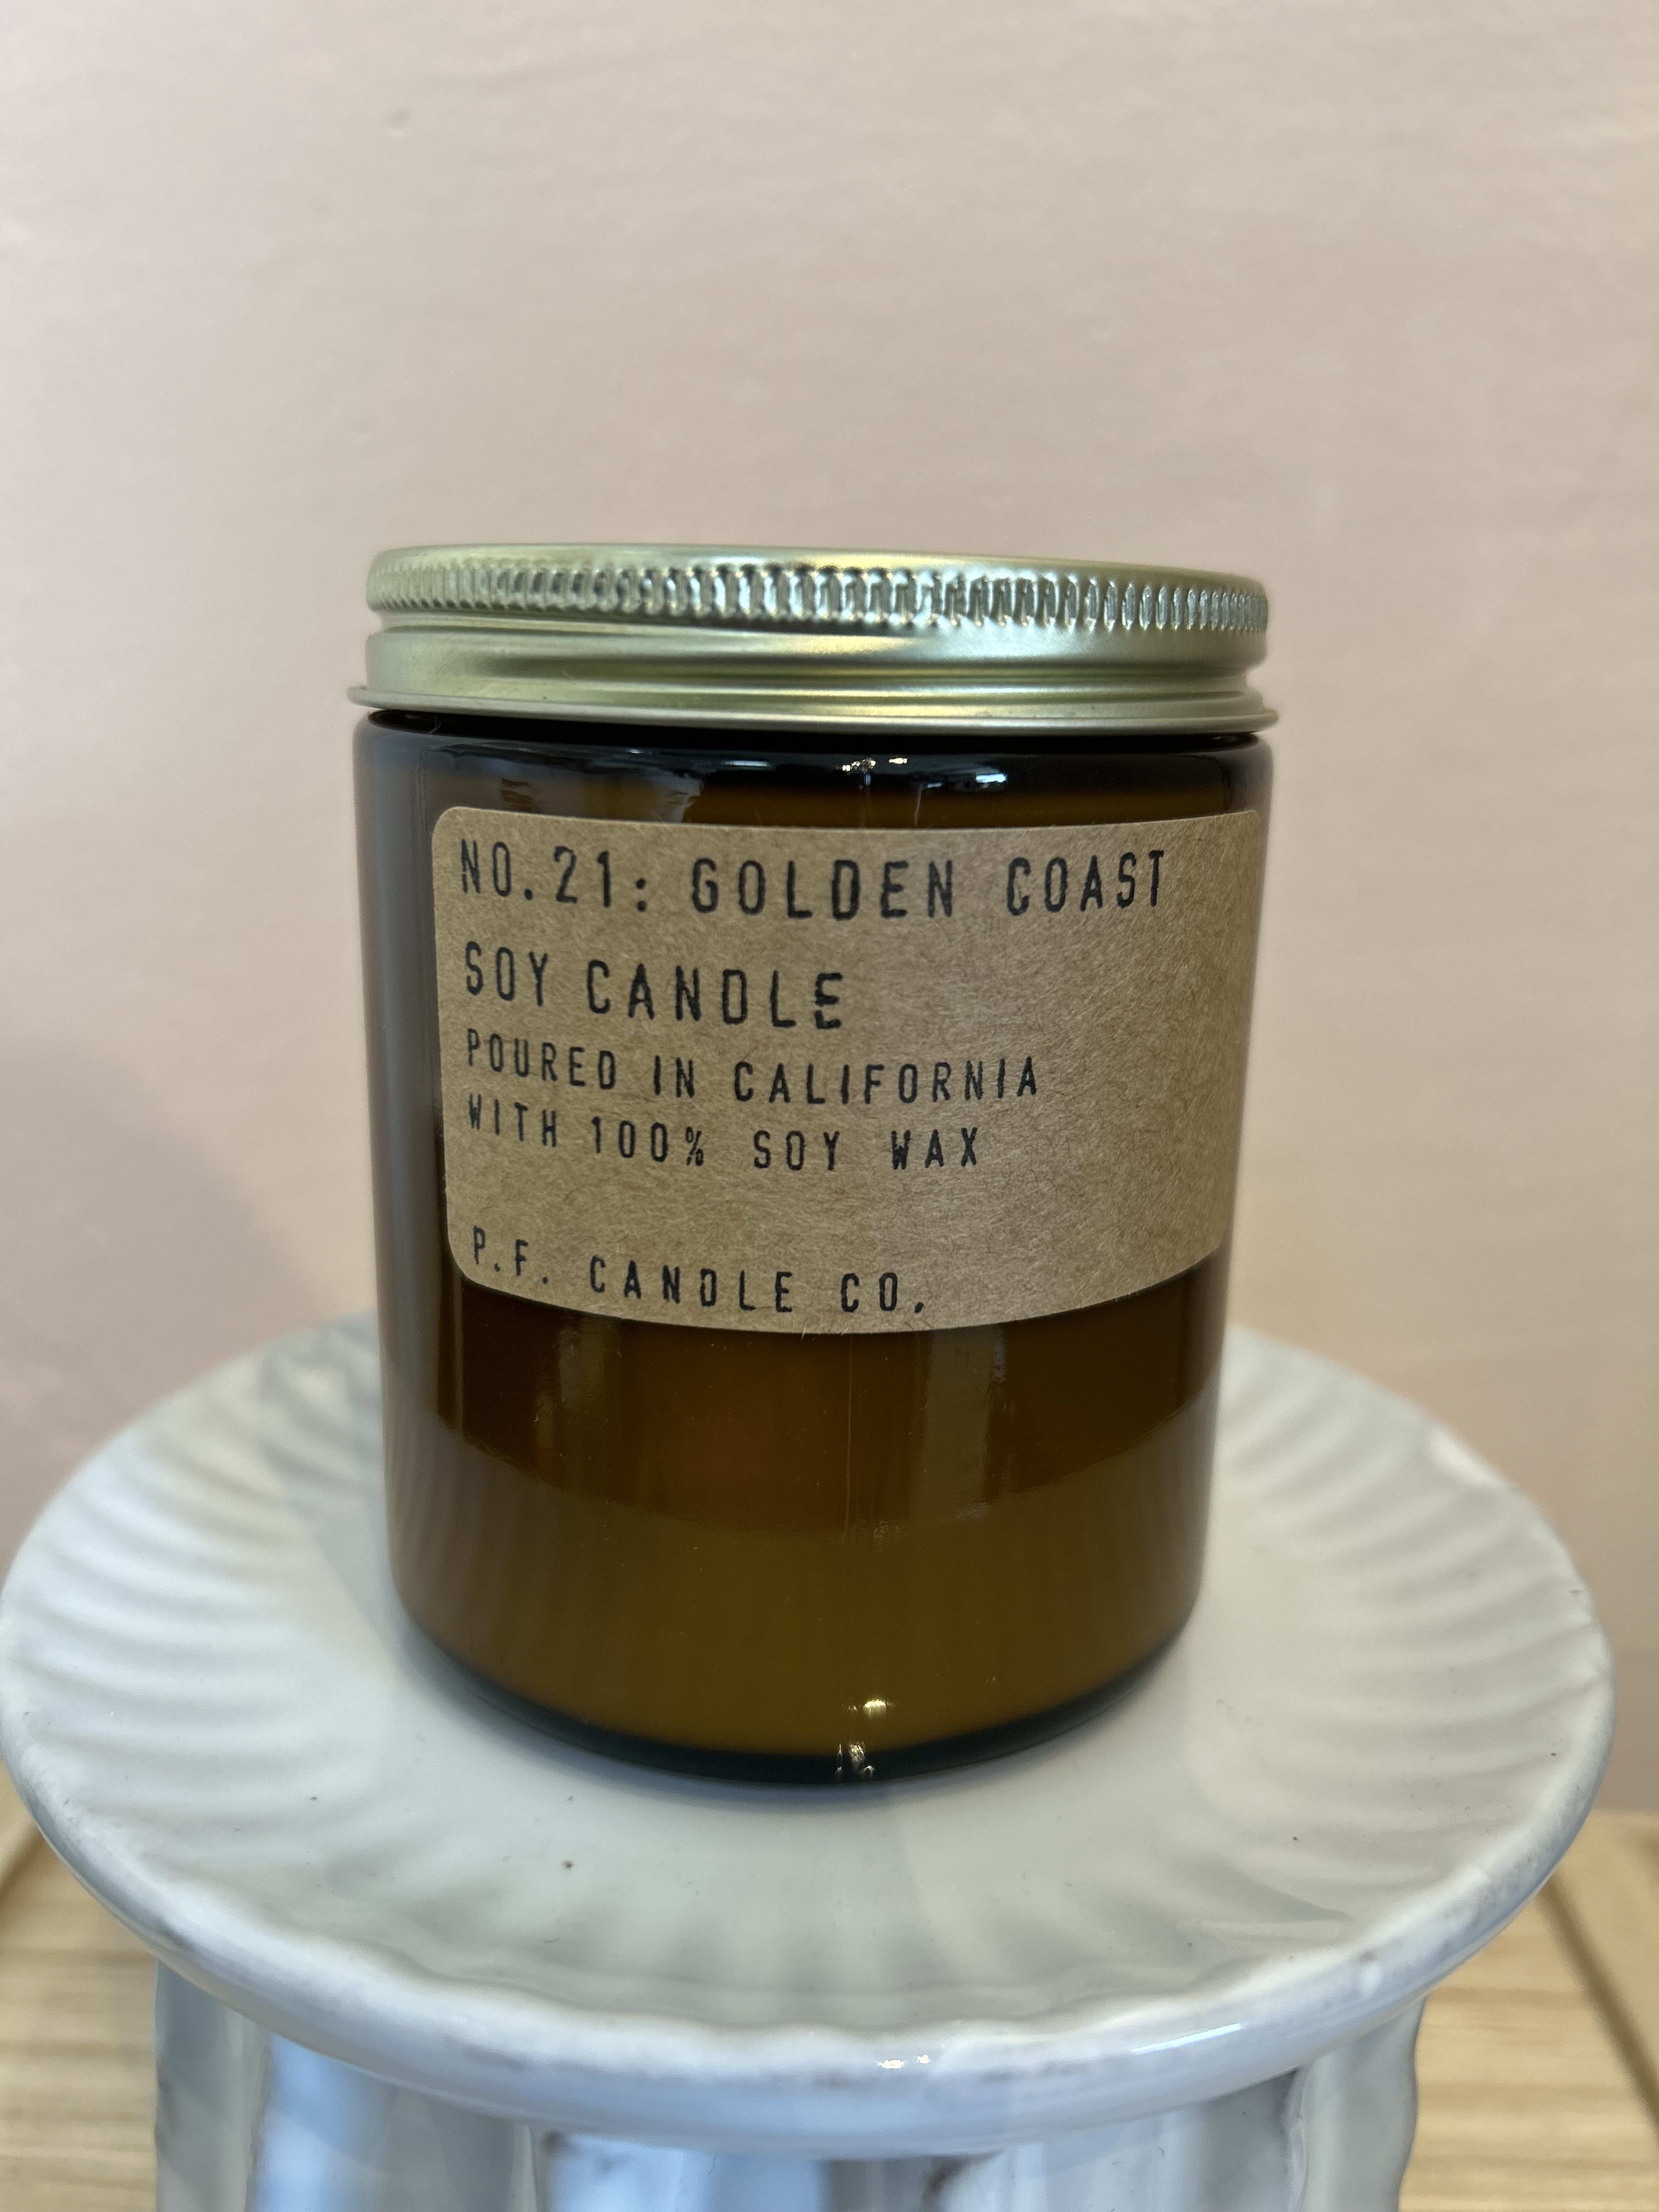 NO.21: GOLDEN COAST
SOY CANDLE
POURED IN CALIFORNIA
WITH 100% SOY WAX
P.F. CANDLE CO.